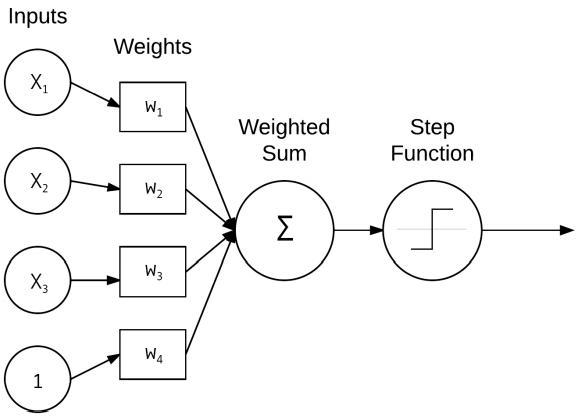 Inputs
Weights
X₁
w₁
Weighted
Sum
Step
Function
X₂
w₂
Σ
X₃
w₃
1
w₄